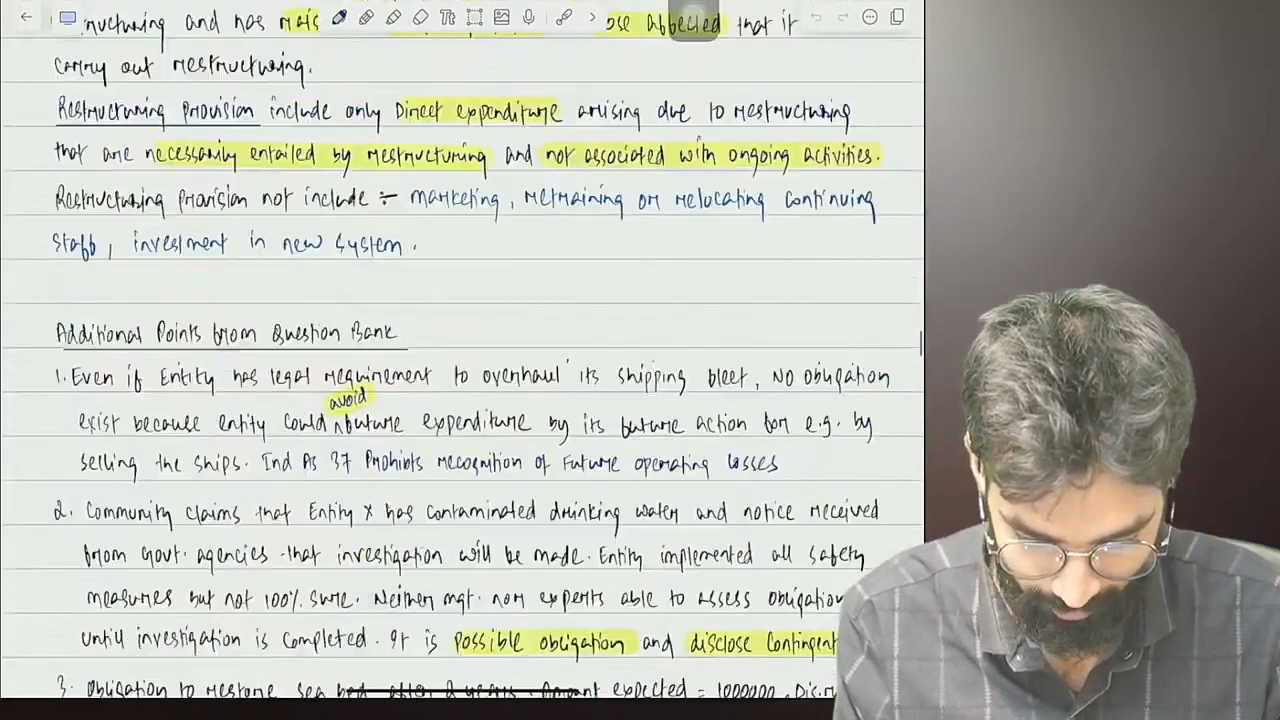 ructuring and has rais ose affected that it
carry out restructuring.
Restructuring Provision include only Direct expenditure arising due to restructuring
that are necessarily entailed by restructuring and not associated with ongoing activities.
Restructuring Provision not include :- marketing, retraining or relocating continuing
staff, investment in new system.
Additional Points from Question Bank
1. Even if Entity has legal requirement to overhaul its shipping fleet, No obligation
avoid
exist because entity could future expenditure by its future action for e.g. by
selling the ships. Ind As 37 Prohibits recognition of Future operating losses
2. Community claims that Entity X has contaminated drinking water and notice received
from Govt. agencies that investigation will be made. Entity implemented all safety
measures but not 100% sure. Neither mgt. nor experts able to assess obligation
until investigation is completed. It is possible obligation and disclose contingent
3. Obligation to restore sea bed after 2 years. Amount expected = 1000000. Dis.r